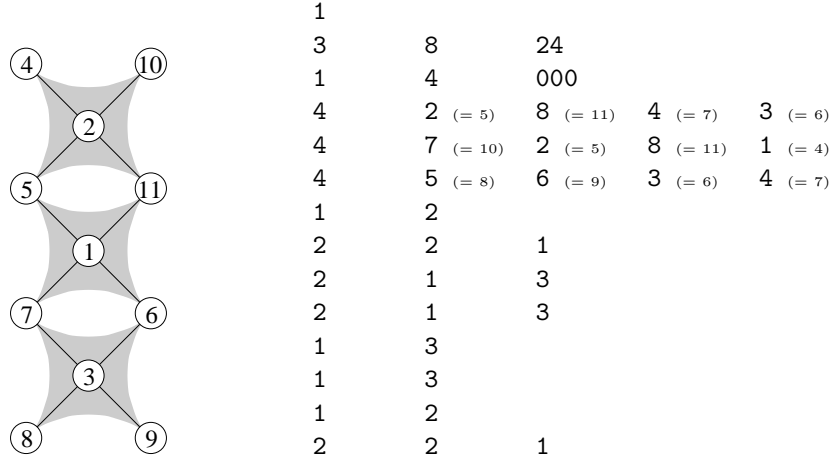 1
3 8 24
4 10
1 4 000
2
4 2 (= 5) 8 (= 11) 4 (= 7) 3 (= 6)
4 7 (= 10) 2 (= 5) 8 (= 11) 1 (= 4)
5 11
4 5 (= 8) 6 (= 9) 3 (= 6) 4 (= 7)
1 2
1
2 2 1
2 1 3
7 6
2 1 3
1 3
3
1 3
1 2
8 9
2 2 1